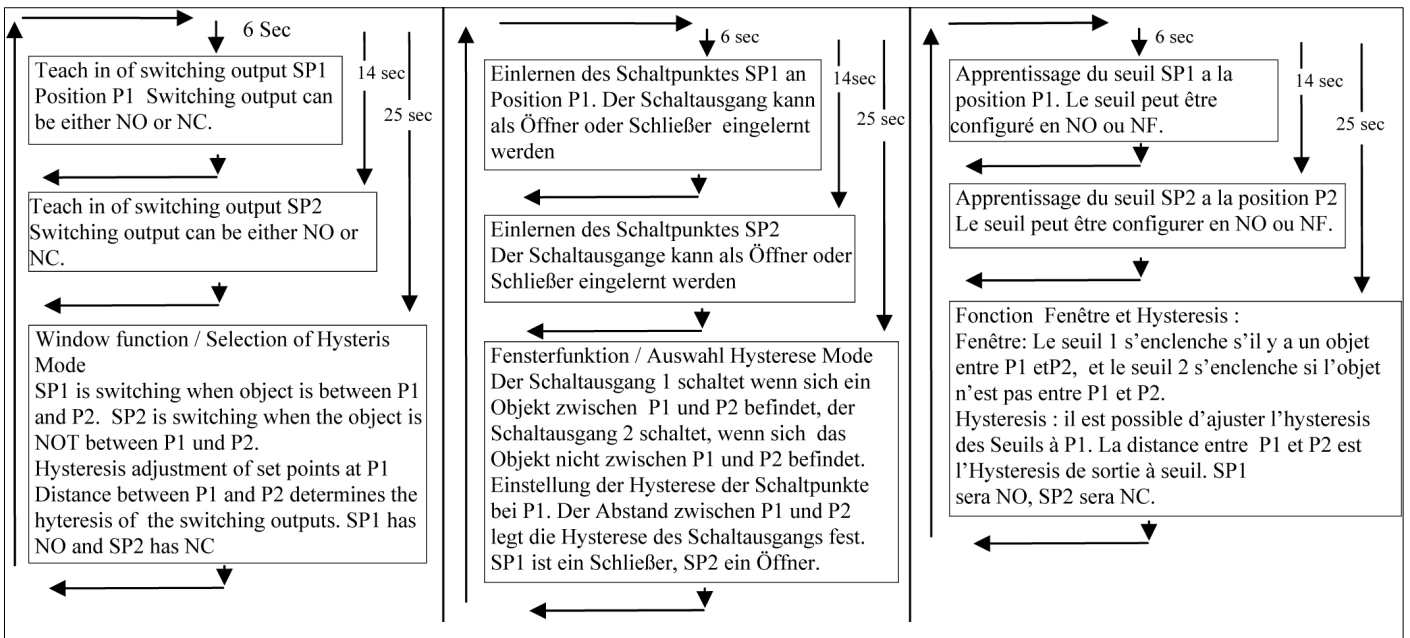 6 Sec
Teach in of switching output SP1
Position P1 Switching output can
be either NO or NC.
14 sec
25 sec
Teach in of switching output SP2
Switching output can be either NO or
NC.
Window function / Selection of Hysteris
Mode
SP1 is switching when object is between P1
and P2. SP2 is switching when the object is
NOT between P1 und P2.
Hysteresis adjustment of set points at P1
Distance between P1 and P2 determines the
hyteresis of the switching outputs. SP1 has
NO and SP2 has NC
6 sec
Einlernen des Schaltpunktes SP1 an
Position P1. Der Schaltausgang kann
als Öffner oder Schließer eingelernt
werden
14sec
25 sec
Einlernen des Schaltpunktes SP2
Der Schaltausgange kann als Öffner oder
Schließer eingelernt werden
Fensterfunktion / Auswahl Hysterese Mode
Der Schaltausgang 1 schaltet wenn sich ein
Objekt zwischen P1 und P2 befindet, der
Schaltausgang 2 schaltet, wenn sich das
Objekt nicht zwischen P1 und P2 befindet.
Einstellung der Hysterese der Schaltpunkte
bei P1. Der Abstand zwischen P1 und P2
legt die Hysterese des Schaltausgangs fest.
SP1 ist ein Schließer, SP2 ein Öffner.
6 sec
Apprentissage du seuil SP1 a la
position P1. Le seuil peut être
configuré en NO ou NF.
14 sec
25 sec
Apprentissage du seuil SP2 a la position P2
Le seuil peut être configurer en NO ou NF.
Fonction Fenêtre et Hysteresis :
Fenêtre: Le seuil 1 s’enclenche s’il y a un objet
entre P1 etP2, et le seuil 2 s’enclenche si l’objet
n’est pas entre P1 et P2.
Hysteresis : il est possible d’ajuster l’hysteresis
des Seuils à P1. La distance entre P1 et P2 est
l’Hysteresis de sortie à seuil. SP1
sera NO, SP2 sera NC.